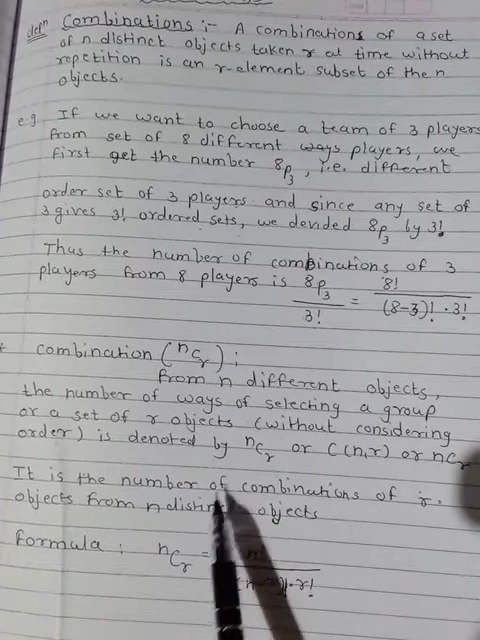 defn Combinations :- A combinations of a set
of n distinct objects taken r at time without
repetition is an r-element subset of the n
objects.
e.g If we want to choose a team of 3 players
from set of 8 different ways players, we
first get the number 8P3, i.e. different
order set of 3 players and since any set of
3 gives 3! ordered sets, we devided 8P3 by 3!
Thus the number of combinations of 3
players from 8 players is 8P3/3! = 8!/(8-3)! · 3!
combination (nCr) :
from n different objects,
the number of ways of selecting a group
or a set of r objects (without considering
order) is denoted by nCr or C(n,r) or nCr
It is the number of combinations of r.
objects from n distinct objects
Formula : nCr = n!/(n-r)! · r!